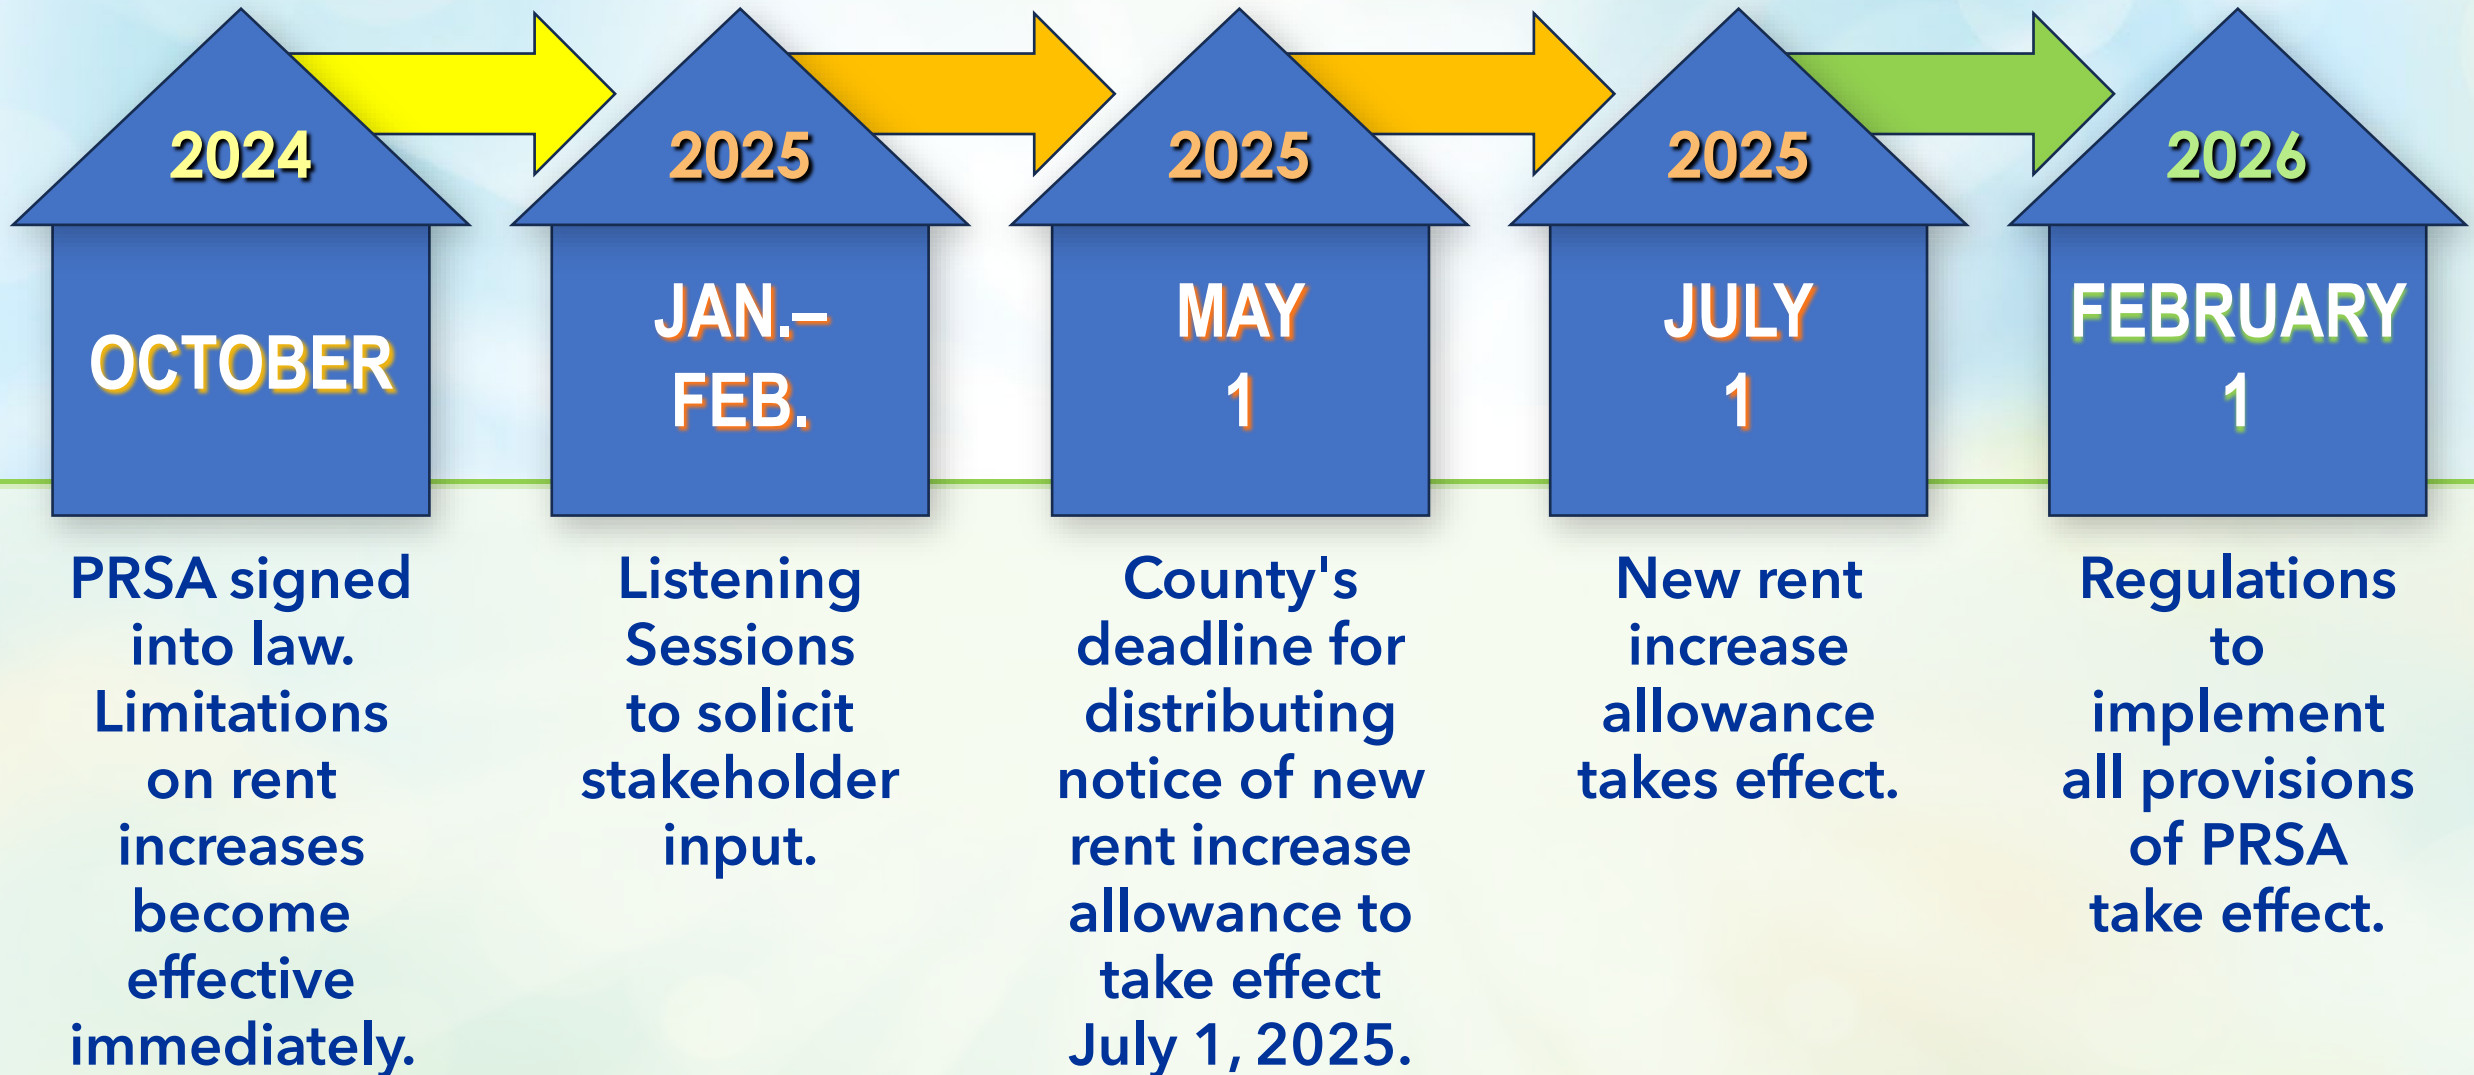 2024
OCTOBER
PRSA signed
into law.
Limitations
on rent
increases
become
effective
immediately.
2025
JAN.–
FEB.
Listening
Sessions
to solicit
stakeholder
input.
2025
MAY
1
County's
deadline for
distributing
notice of new
rent increase
allowance to
take effect
July 1, 2025.
2025
JULY
1
New rent
increase
allowance
takes effect.
2026
FEBRUARY
1
Regulations
to
implement
all provisions
of PRSA
take effect.